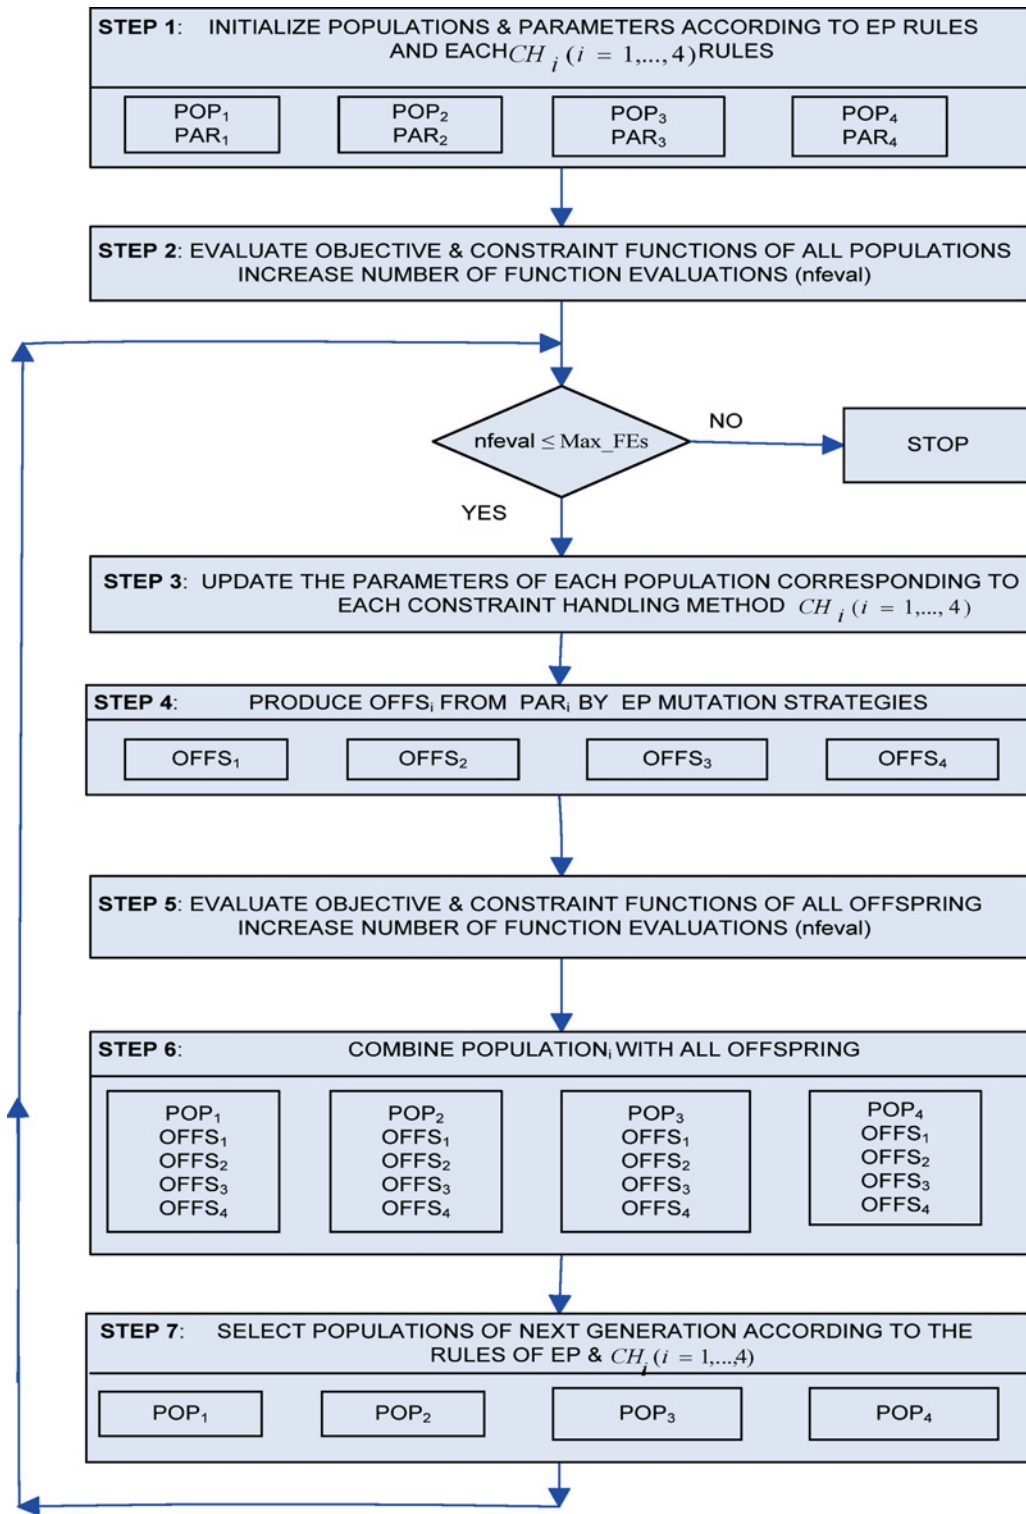 STEP 1: INITIALIZE POPULATIONS & PARAMETERS ACCORDING TO EP RULES
AND EACH CH i (i = 1,..., 4) RULES
POP₁ POP₂ POP₃ POP₄
PAR₁ PAR₂ PAR₃ PAR₄
STEP 2: EVALUATE OBJECTIVE & CONSTRAINT FUNCTIONS OF ALL POPULATIONS
INCREASE NUMBER OF FUNCTION EVALUATIONS (nfeval)
nfeval ≤ Max_FEs
NO
STOP
YES
STEP 3: UPDATE THE PARAMETERS OF EACH POPULATION CORRESPONDING TO
EACH CONSTRAINT HANDLING METHOD CH i (i = 1,..., 4)
STEP 4: PRODUCE OFFSᵢ FROM PARᵢ BY EP MUTATION STRATEGIES
OFFS₁ OFFS₂ OFFS₃ OFFS₄
STEP 5: EVALUATE OBJECTIVE & CONSTRAINT FUNCTIONS OF ALL OFFSPRING
INCREASE NUMBER OF FUNCTION EVALUATIONS (nfeval)
STEP 6: COMBINE POPULATIONᵢ WITH ALL OFFSPRING
POP₁ POP₂ POP₃ POP₄
OFFS₁ OFFS₁ OFFS₁ OFFS₁
OFFS₂ OFFS₂ OFFS₂ OFFS₂
OFFS₃ OFFS₃ OFFS₃ OFFS₃
OFFS₄ OFFS₄ OFFS₄ OFFS₄
STEP 7: SELECT POPULATIONS OF NEXT GENERATION ACCORDING TO THE
RULES OF EP & CH i (i = 1,...,4)
POP₁ POP₂ POP₃ POP₄